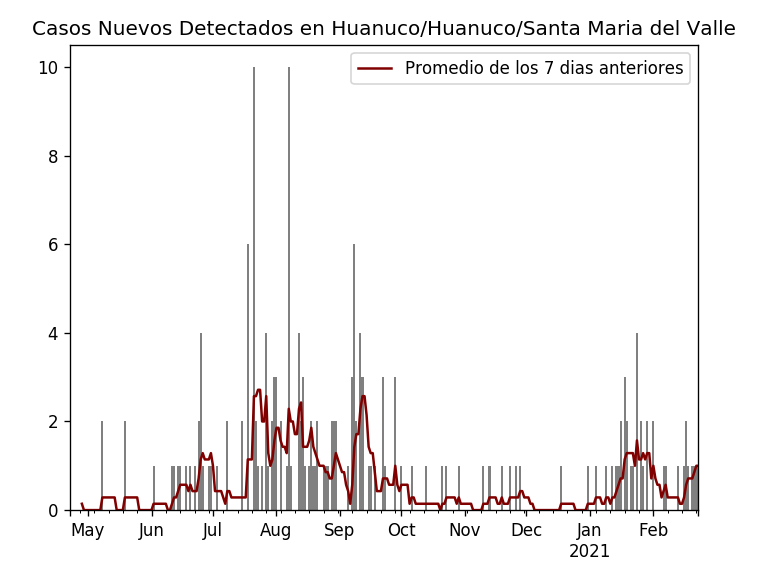 Casos Nuevos Detectados en Huanuco/Huanuco/Santa Maria del Valle
Promedio de los 7 dias anteriores
10
8
6
4
2
0
May Jun Jul Aug Sep Oct Nov Dec Jan Feb
2021